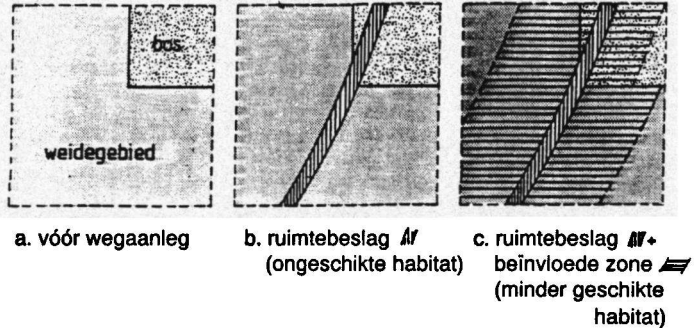 bos
weidegebied
a. vóór wegaanleg
b. ruimtebeslag
(ongeschikte habitat)
c. ruimtebeslag +
beïnvloede zone
(minder geschikte
habitat)